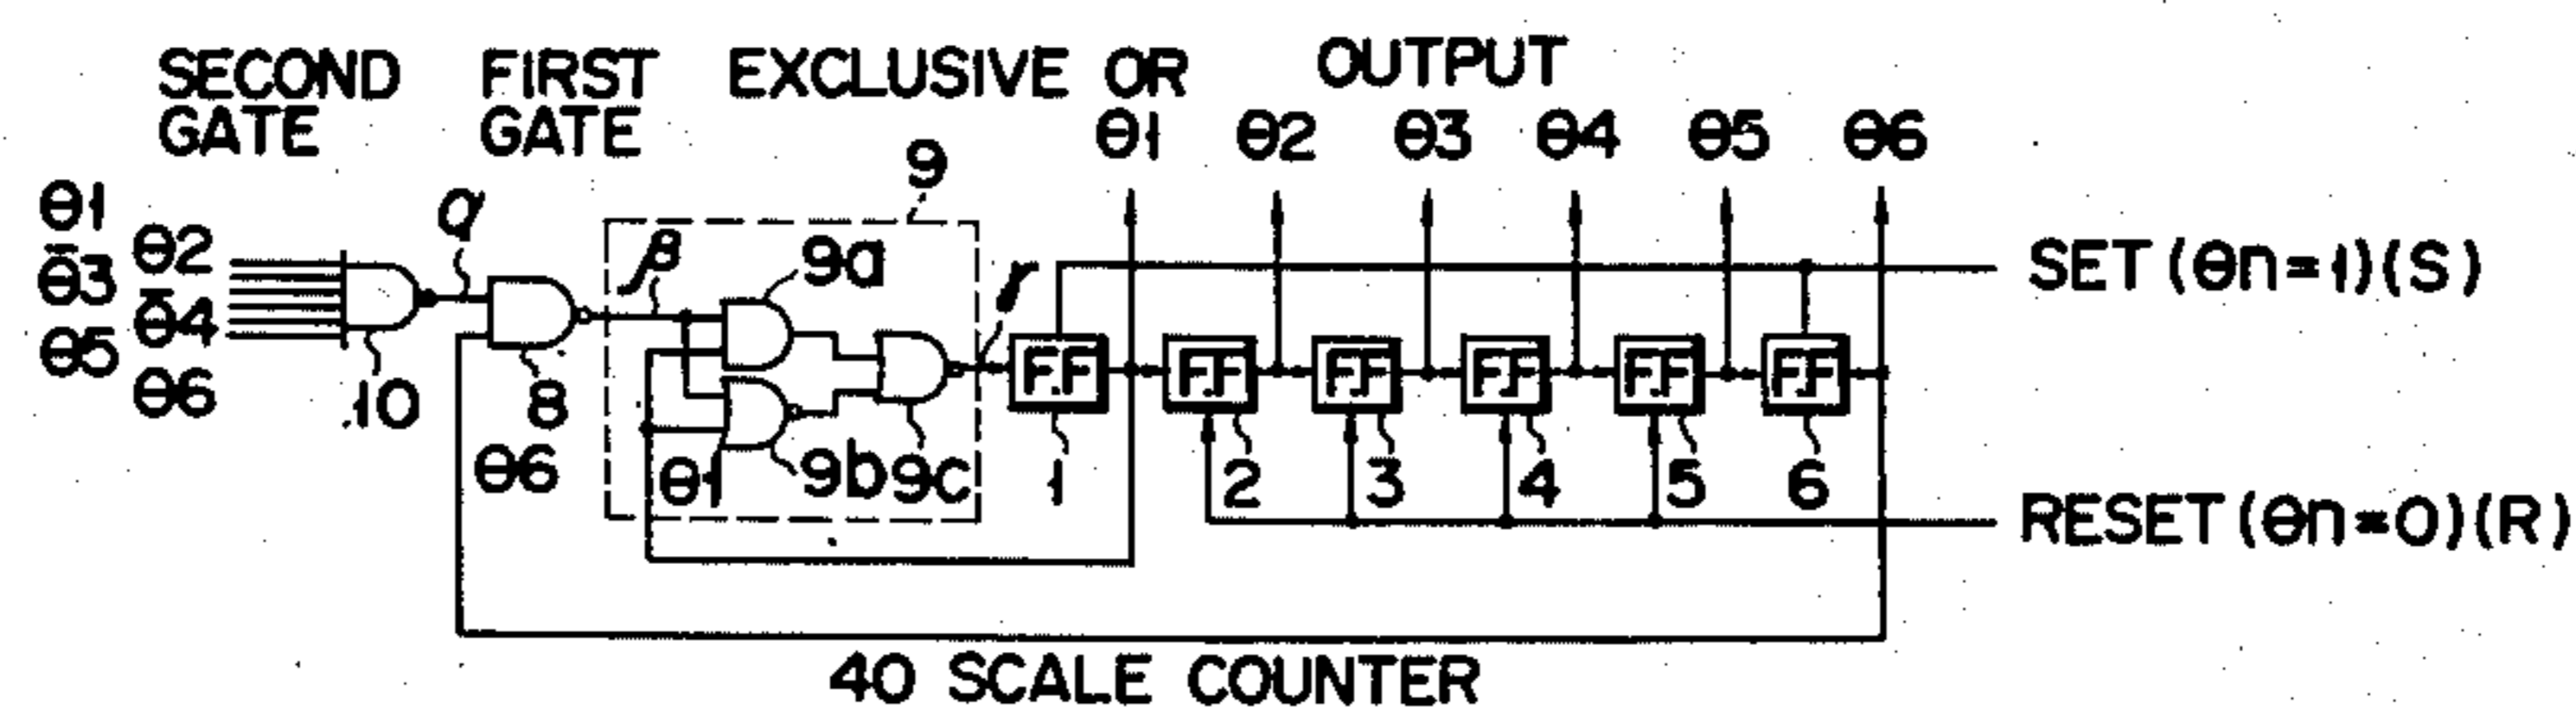 SECOND GATE
FIRST GATE
EXCLUSIVE OR
OUTPUT
θ1 θ2 θ3 θ4 θ5 θ6
9
θ1
θ2
θ̄3
θ̄4
θ5
θ6
α
β
9a
γ
SET (θn=1)(S)
F.F F.F F.F F.F F.F F.F
10
8
θ6
θ1
9b
9c
1 2 3 4 5 6
RESET (θn=0)(R)
40 SCALE COUNTER